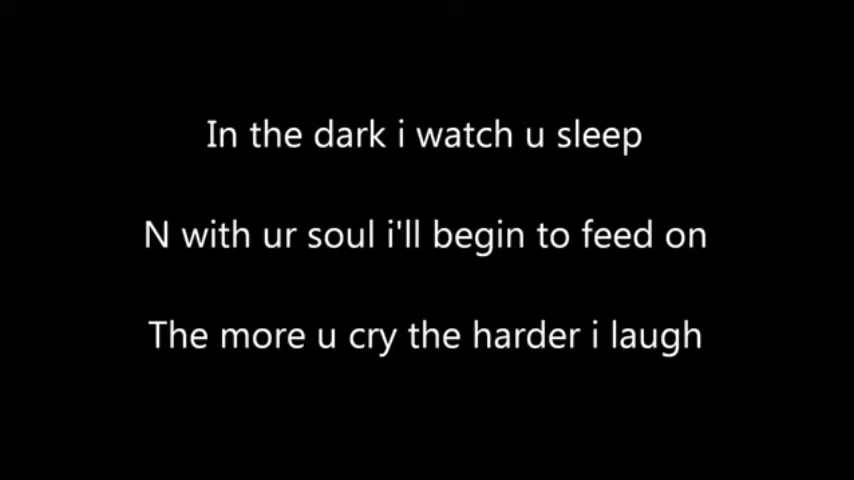 In the dark i watch u sleep
N with ur soul i'll begin to feed on
The more u cry the harder i laugh